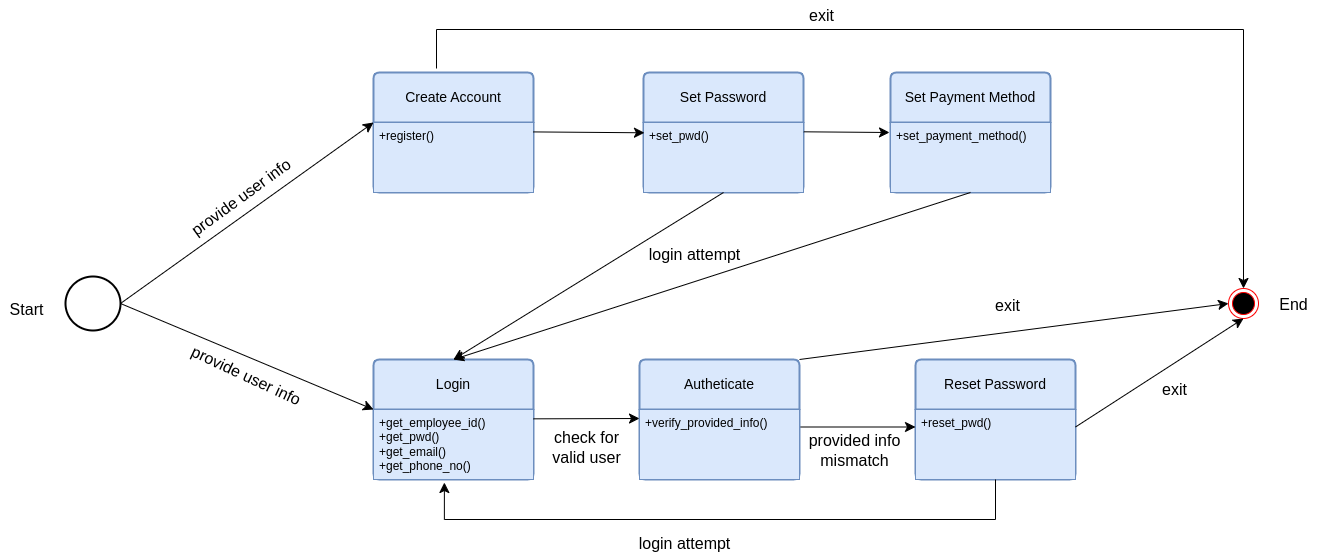 exit
Create Account
Set Password
Set Payment Method
+register()
+set_pwd()
+set_payment_method()
provide user info
login attempt
Start
End
exit
provide user info
Login
Autheticate
Reset Password
exit
+get_employee_id()
+get_pwd()
+get_email()
+get_phone_no()
+verify_provided_info()
+reset_pwd()
check for
valid user
provided info
mismatch
login attempt